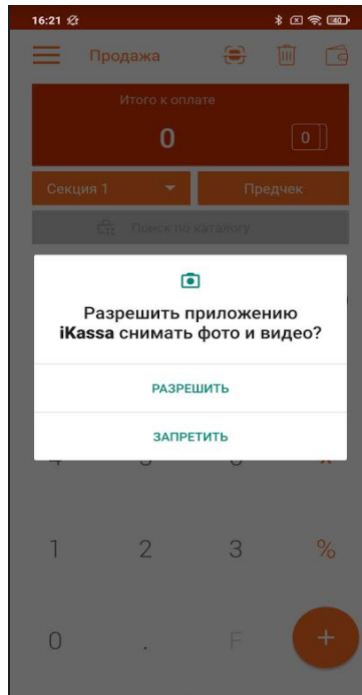 16:21
40
Продажа
Итого к оплате
0
0
Секция 1
Предчек
Поиск по каталогу
Разрешить приложению
iKassa снимать фото и видео?
РАЗРЕШИТЬ
ЗАПРЕТИТЬ
1 2 3 %
0 . F +